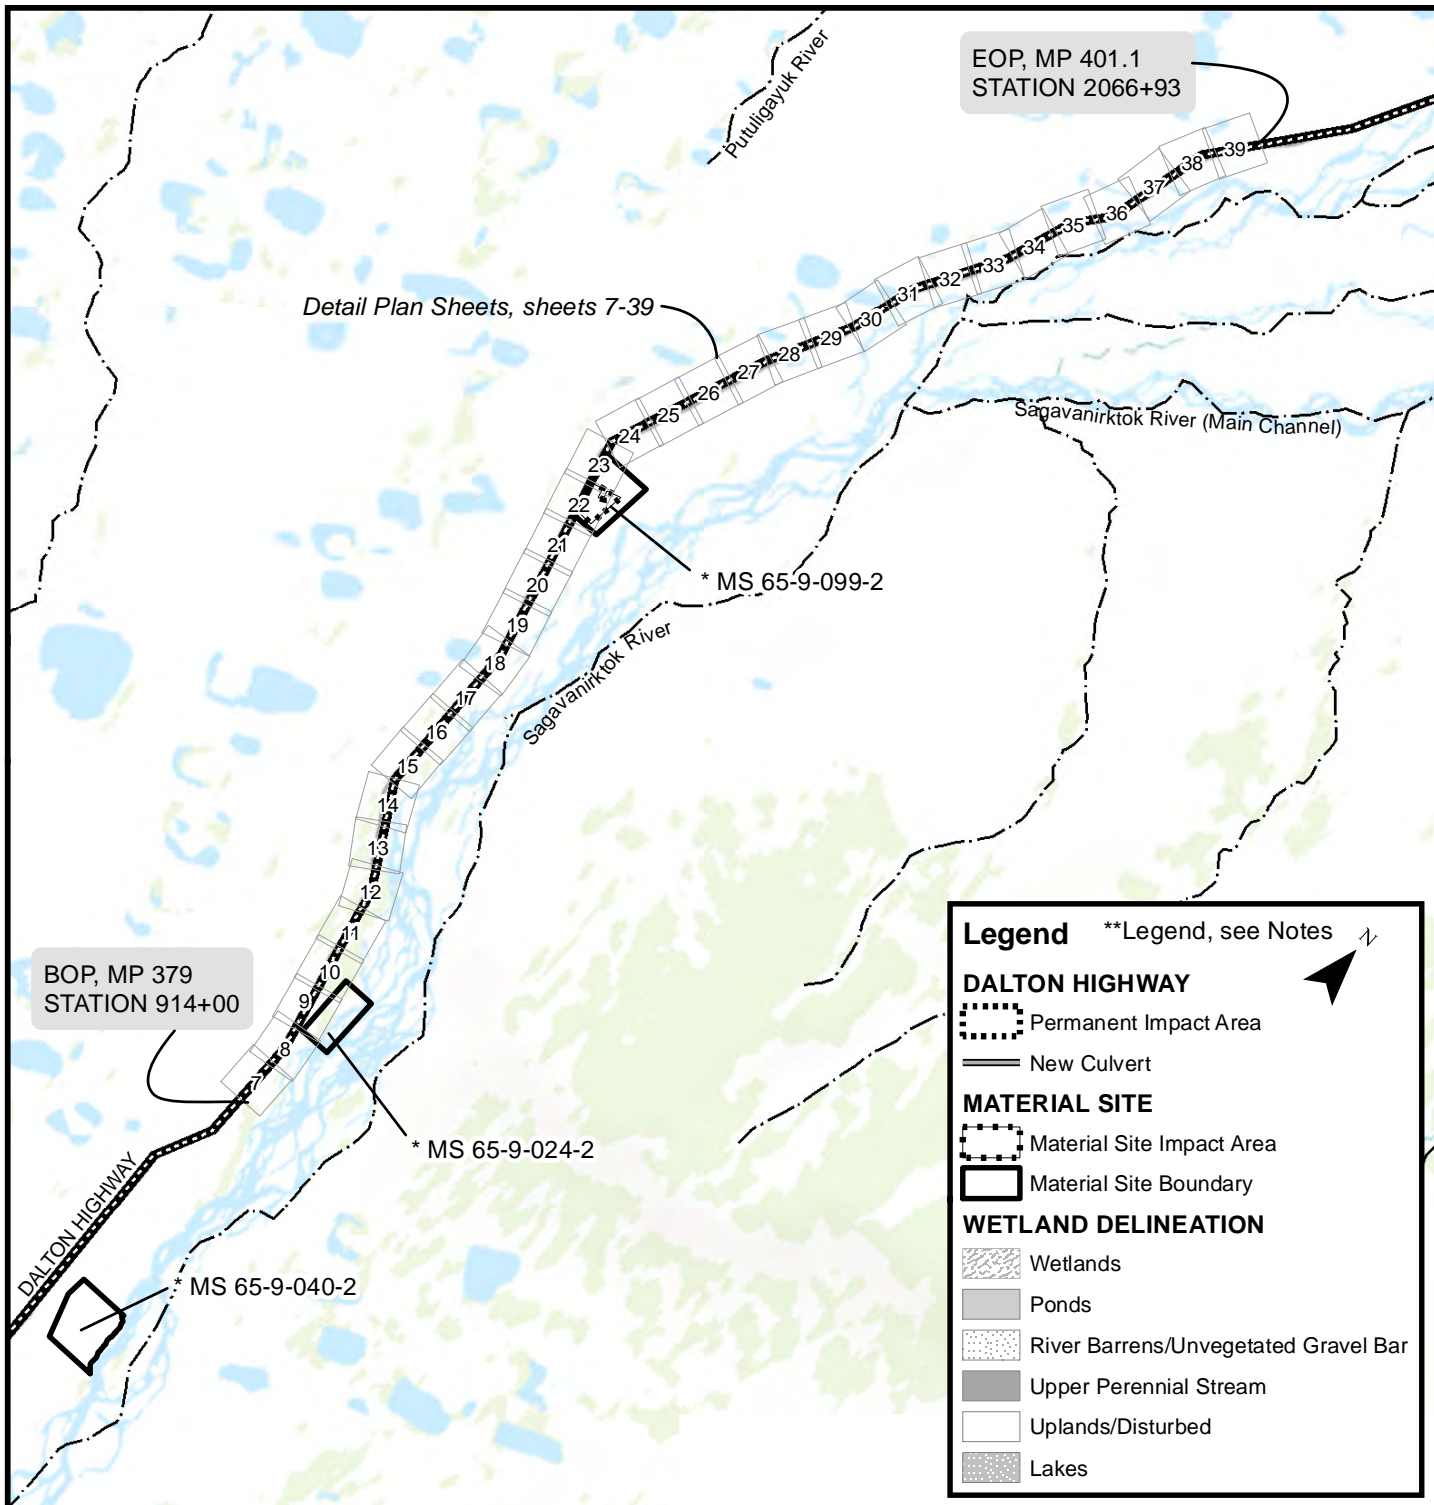 Putuligayuk River
EOP, MP 401.1
STATION 2066+93
39
38
37
36
35
34
33
32
31
30
29
28
27
26
25
24
23
22
21
20
19
18
17
16
15
14
13
12
11
10
9
8
7
Detail Plan Sheets, sheets 7-39
Sagavanirktok River (Main Channel)
* MS 65-9-099-2
Sagavanirktok River
BOP, MP 379
STATION 914+00
* MS 65-9-024-2
DALTON HIGHWAY
* MS 65-9-040-2
Legend **Legend, see Notes
N
DALTON HIGHWAY
Permanent Impact Area
New Culvert
MATERIAL SITE
Material Site Impact Area
Material Site Boundary
WETLAND DELINEATION
Wetlands
Ponds
River Barrens/Unvegetated Gravel Bar
Upper Perennial Stream
Uplands/Disturbed
Lakes